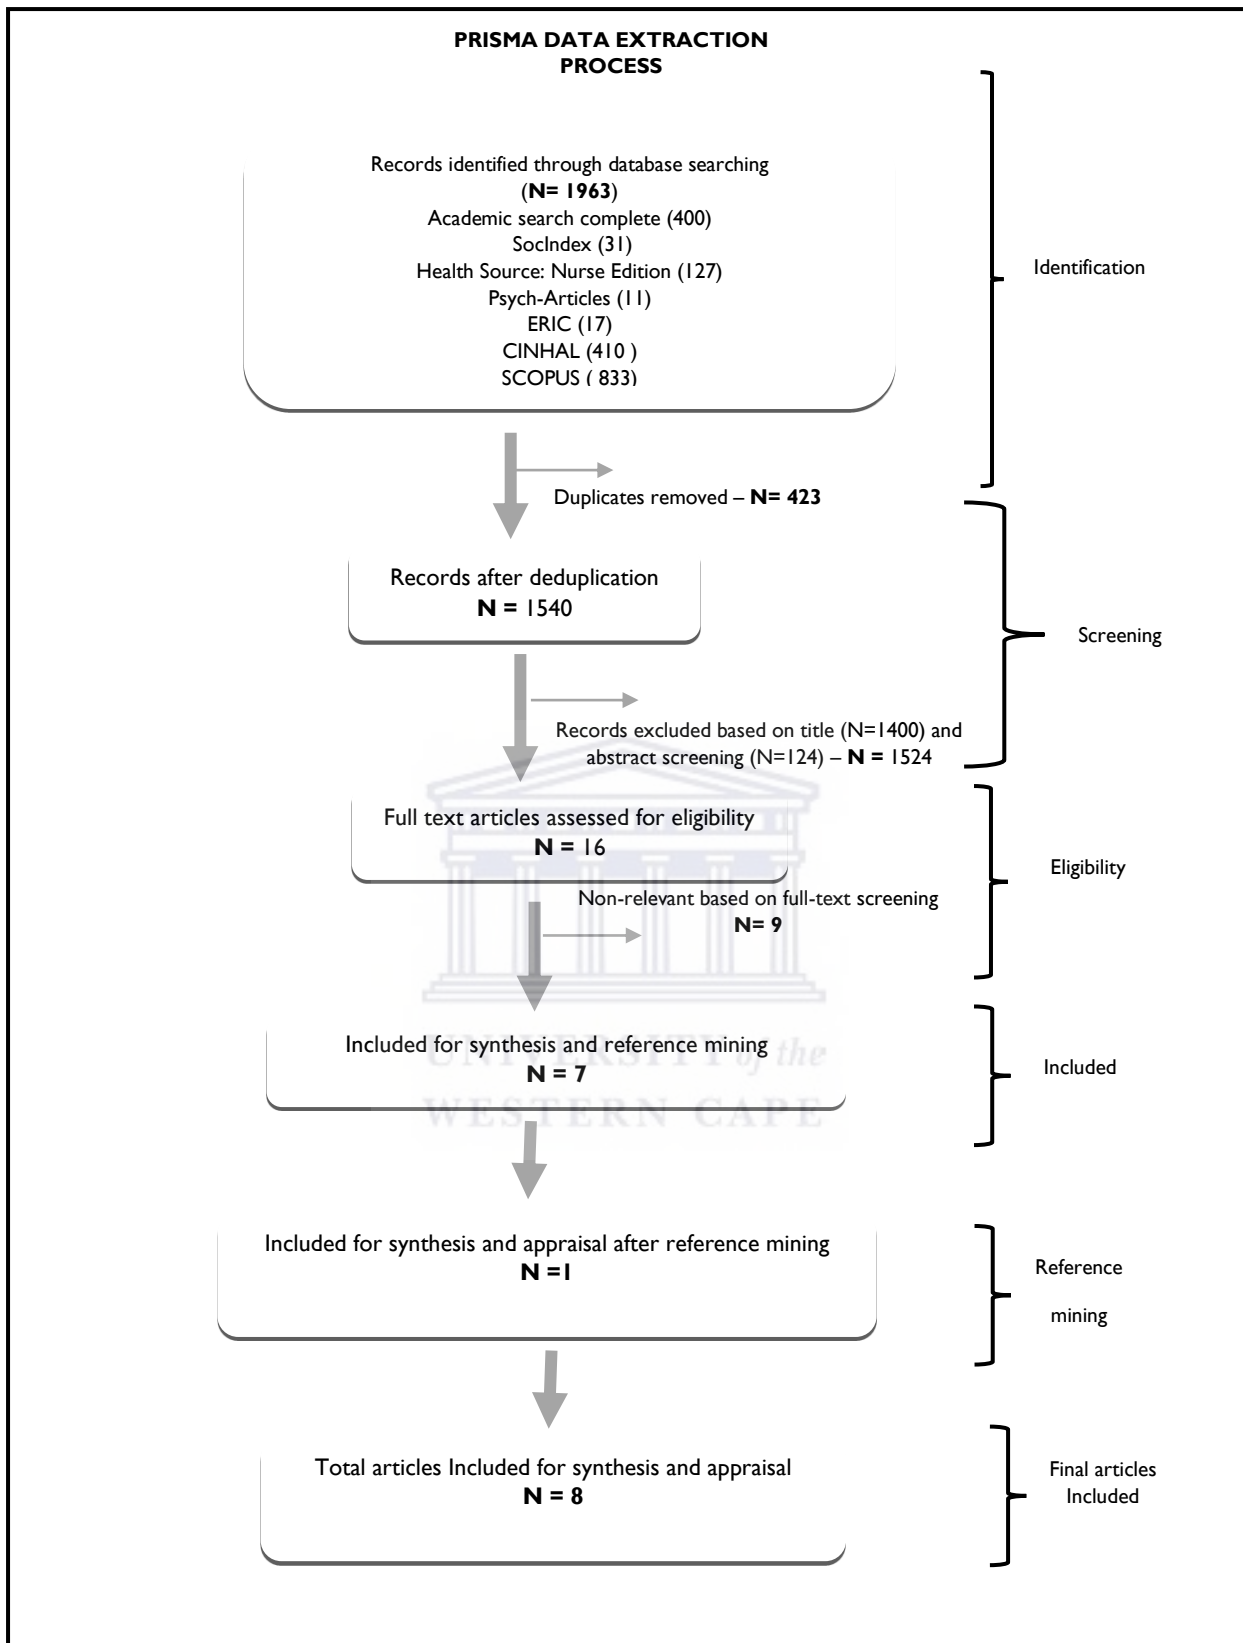 PRISMA DATA EXTRACTION
PROCESS
Records identified through database searching
(N= 1963)
Academic search complete (400)
SocIndex (31)
Health Source: Nurse Edition (127)
Psych-Articles (11)
ERIC (17)
CINHAL (410 )
SCOPUS ( 833)
Identification
Duplicates removed – N= 423
Records after deduplication
N = 1540
Screening
Records excluded based on title (N=1400) and
abstract screening (N=124) – N = 1524
Full text articles assessed for eligibility
N = 16
Eligibility
Non-relevant based on full-text screening
N= 9
Included for synthesis and reference mining
N = 7
Included
UNIVERSITY of the
WESTERN CAPE
Included for synthesis and appraisal after reference mining
N =1
Reference
mining
Total articles Included for synthesis and appraisal
N = 8
Final articles
Included